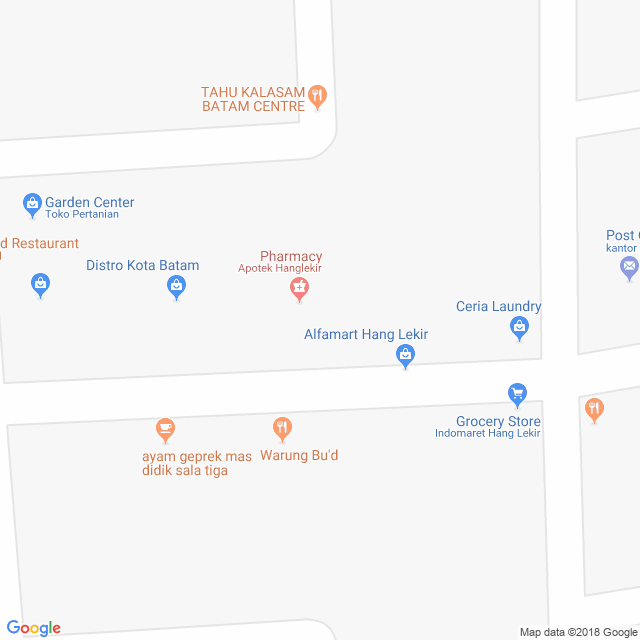 TAHU KALASAM
BATAM CENTRE
Garden Center
Toko Pertanian
d Restaurant
Distro Kota Batam
Pharmacy
Apotek Hanglekir
Post
kantor
Ceria Laundry
Alfamart Hang Lekir
Grocery Store
Indomaret Hang Lekir
ayam geprek mas
didik sala tiga
Warung Bu'd
Google
Map data ©2018 Google